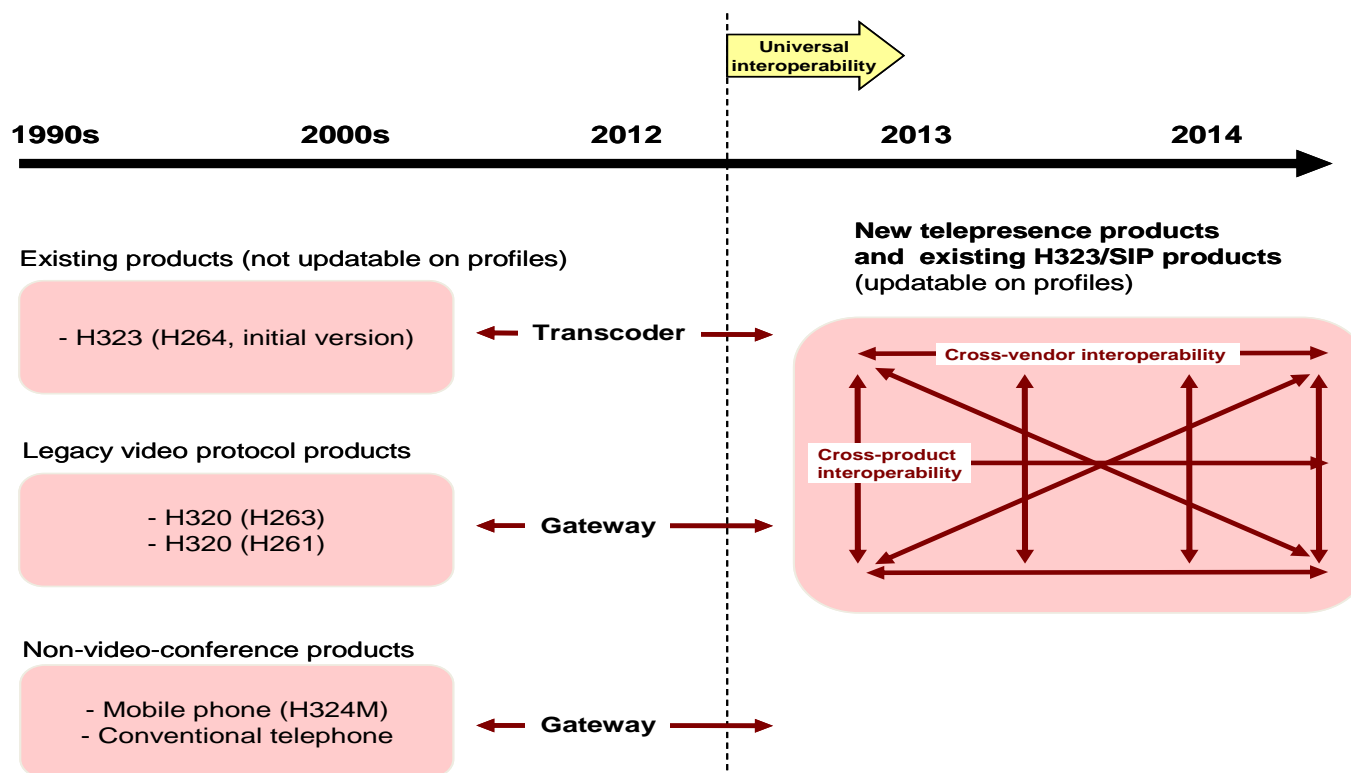 Universal
interoperability
1990s 2000s 2012 2013 2014
New telepresence products
and existing H323/SIP products
(updatable on profiles)
Existing products (not updatable on profiles)
- H323 (H264, initial version)
Transcoder
Cross-vendor interoperability
Legacy video protocol products
- H320 (H263)
- H320 (H261)
Gateway
Cross-product
interoperability
Non-video-conference products
- Mobile phone (H324M)
- Conventional telephone
Gateway